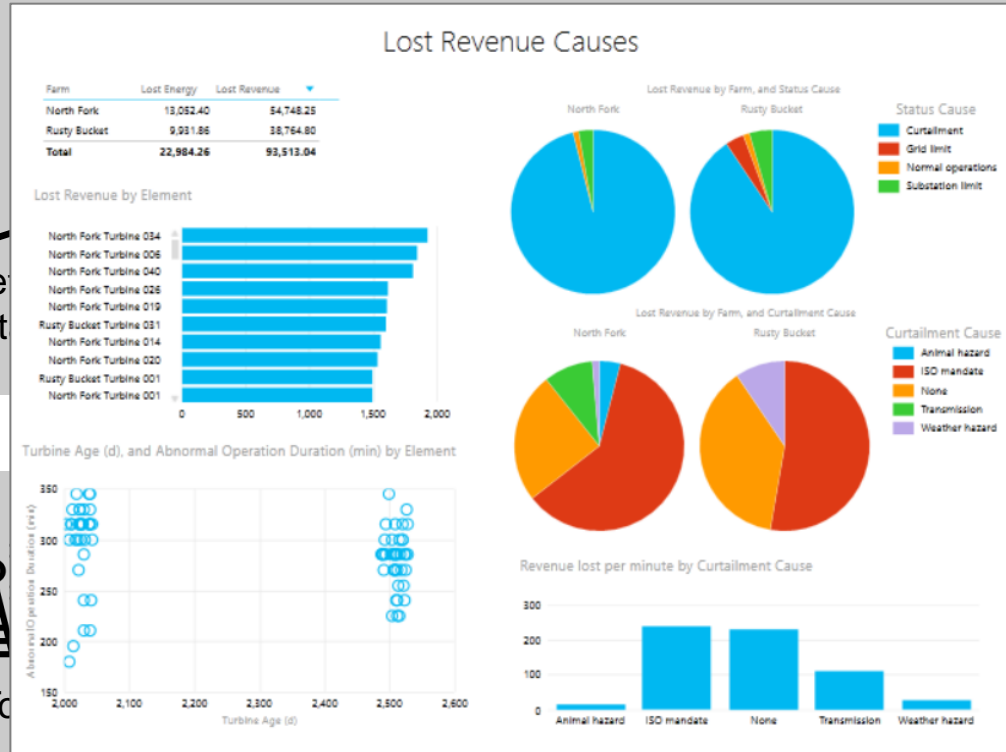 Lost Revenue Causes
Farm Lost Energy Lost Revenue
North Fork 13,052.40 54,748.25
Rusty Bucket 9,931.86 38,764.80
Total 22,984.26 93,513.04
Lost Revenue by Farm, and Status Cause
North Fork Rusty Bucket
Status Cause
Curtailment
Grid limit
Normal operations
Substation limit
Lost Revenue by Element
North Fork Turbine 034
North Fork Turbine 006
North Fork Turbine 040
North Fork Turbine 026
North Fork Turbine 019
Rusty Bucket Turbine 031
North Fork Turbine 014
North Fork Turbine 020
Rusty Bucket Turbine 001
North Fork Turbine 001
0 500 1,000 1,500 2,000
Lost Revenue by Farm, and Curtailment Cause
North Fork Rusty Bucket
Curtailment Cause
Animal hazard
ISO mandate
None
Transmission
Weather hazard
Turbine Age (d), and Abnormal Operation Duration (min) by Element
Abnormal Operation Duration (min)
350
300
250
200
150
2,000 2,100 2,200 2,300 2,400 2,500 2,600
Turbine Age (d)
Revenue lost per minute by Curtailment Cause
300
200
100
0
Animal hazard ISO mandate None Transmission Weather hazard